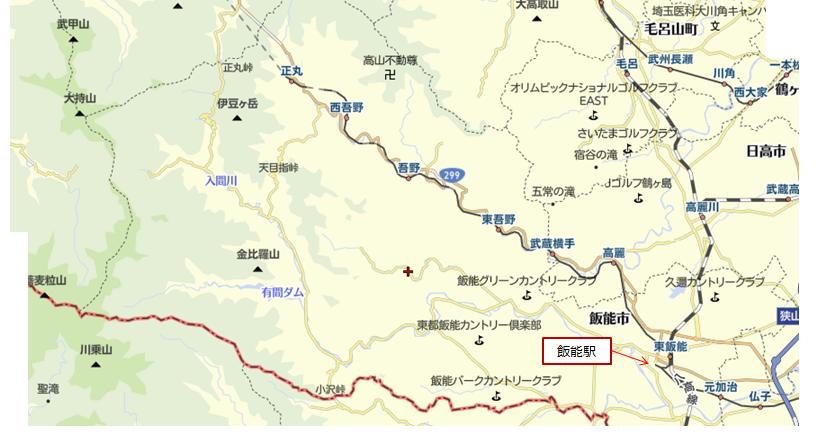 大高取山
埼玉医科大川角キャンパ
文
武甲山
毛呂山町
正丸峠
正丸
高山不動尊
卍
毛呂
武州長瀬
川角
一本松
大持山
伊豆ヶ岳
西吾野
オリムピックナショナルゴルフクラブ
EAST
西大家
鶴ヶ
さいたまゴルフクラブ
宿谷の滝
日高市
天目指峠
吾野
299
入間川
五常の滝
Jゴルフ鶴ヶ島
武蔵高
高麗川
東吾野
武蔵横手
高麗
金比羅山
蕎麦粒山
有間ダム
飯能グリーンカントリークラブ
久邇カントリークラブ
飯能市
狭山
東都飯能カントリー倶楽部
川乗山
飯能駅
東飯能
聖滝
小沢峠
飯能パークカントリークラブ
高線
元加治
仏子